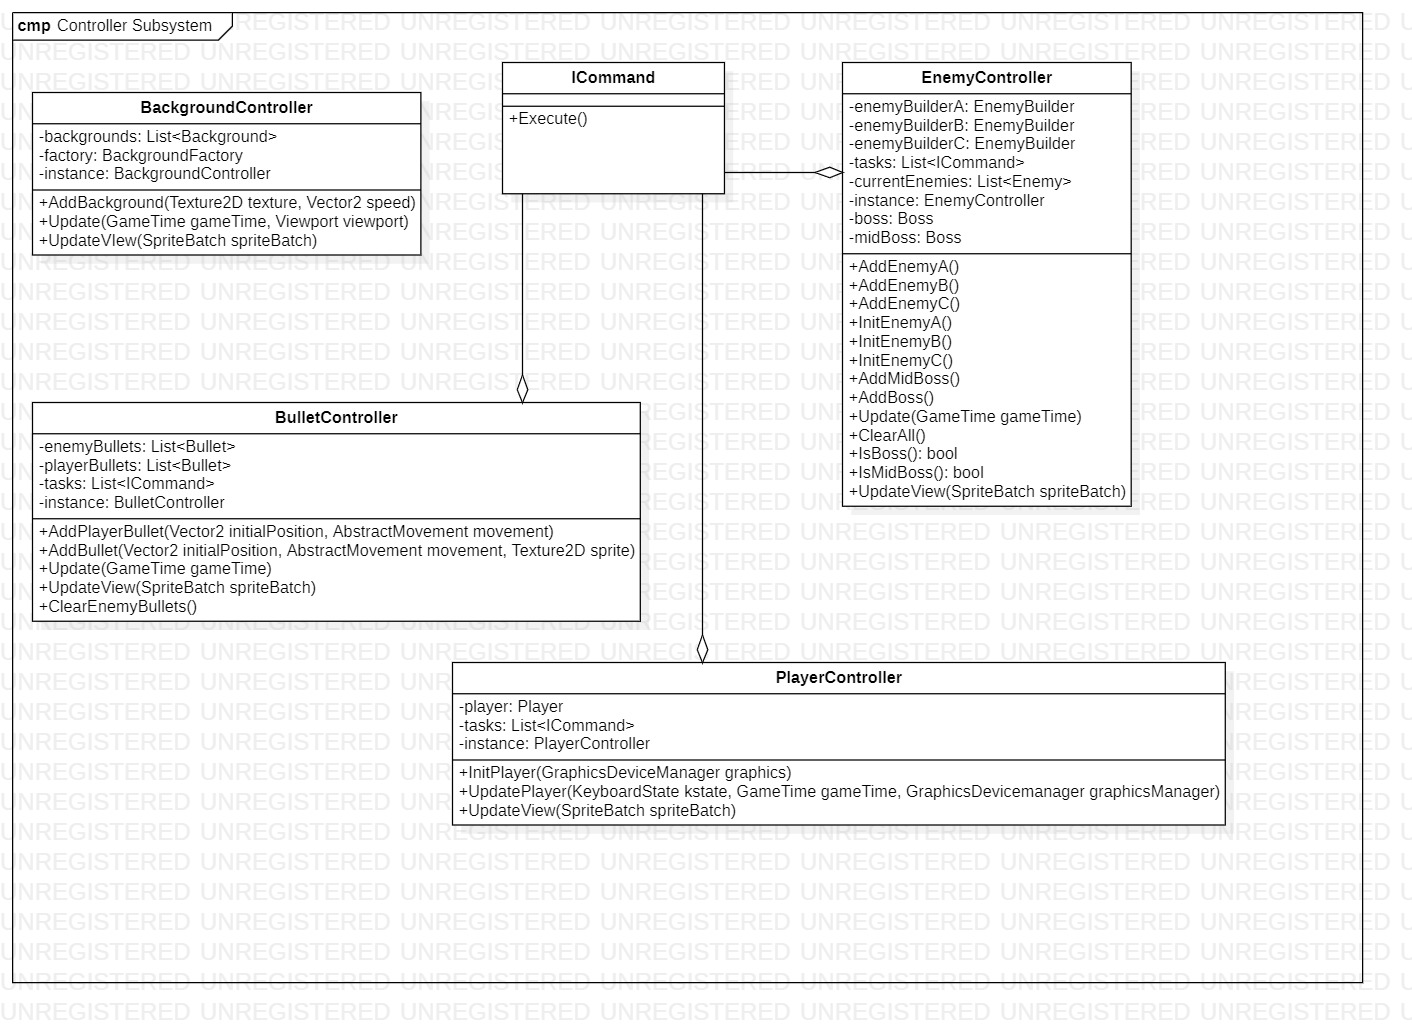 cmp Controller Subsystem
BackgroundController
-backgrounds: List<Background>
-factory: BackgroundFactory
-instance: BackgroundController
+AddBackground(Texture2D texture, Vector2 speed)
+Update(GameTime gameTime, Viewport viewport)
+UpdateVIew(SpriteBatch spriteBatch)
ICommand
+Execute()
EnemyController
-enemyBuilderA: EnemyBuilder
-enemyBuilderB: EnemyBuilder
-enemyBuilderC: EnemyBuilder
-tasks: List<ICommand>
-currentEnemies: List<Enemy>
-instance: EnemyController
-boss: Boss
-midBoss: Boss
+AddEnemyA()
+AddEnemyB()
+AddEnemyC()
+InitEnemyA()
+InitEnemyB()
+InitEnemyC()
+AddMidBoss()
+AddBoss()
+Update(GameTime gameTime)
+ClearAll()
+IsBoss(): bool
+IsMidBoss(): bool
+UpdateView(SpriteBatch spriteBatch)
BulletController
-enemyBullets: List<Bullet>
-playerBullets: List<Bullet>
-tasks: List<ICommand>
-instance: BulletController
+AddPlayerBullet(Vector2 initialPosition, AbstractMovement movement)
+AddBullet(Vector2 initialPosition, AbstractMovement movement, Texture2D sprite)
+Update(GameTime gameTime)
+UpdateView(SpriteBatch spriteBatch)
+ClearEnemyBullets()
PlayerController
-player: Player
-tasks: List<ICommand>
-instance: PlayerController
+InitPlayer(GraphicsDeviceManager graphics)
+UpdatePlayer(KeyboardState kstate, GameTime gameTime, GraphicsDevicemanager graphicsManager)
+UpdateView(SpriteBatch spriteBatch)
UNREGISTERED